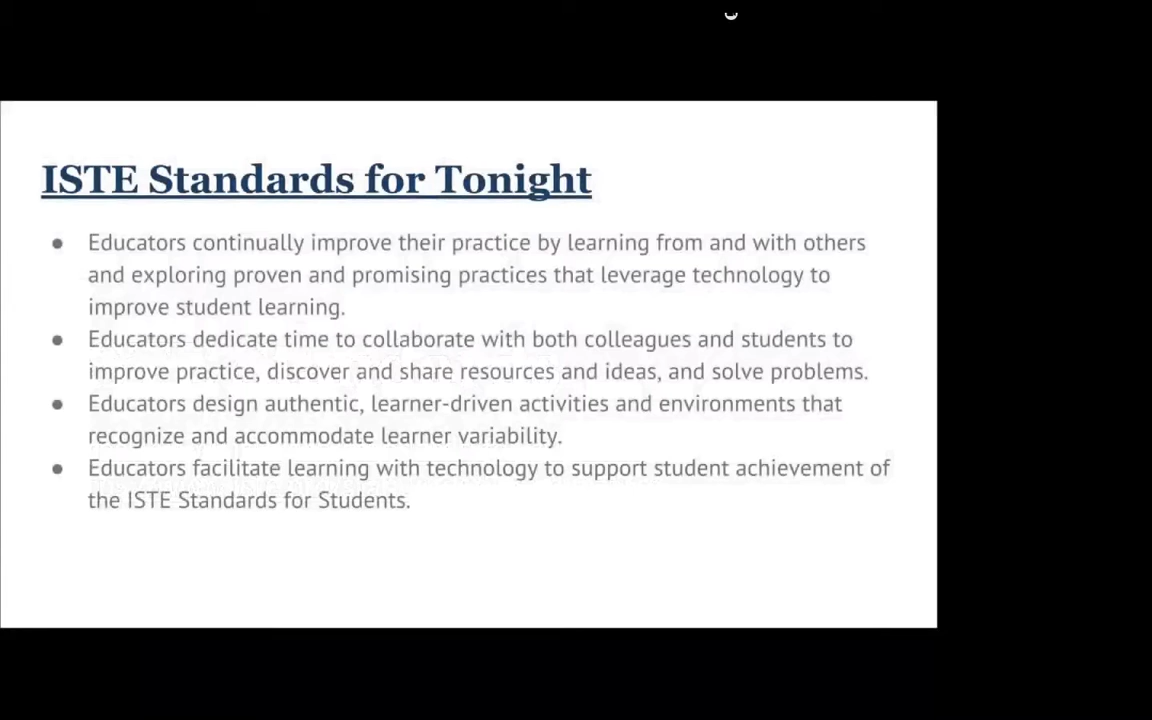 ISTE Standards for Tonight
● Educators continually improve their practice by learning from and with others
and exploring proven and promising practices that leverage technology to
improve student learning.
● Educators dedicate time to collaborate with both colleagues and students to
improve practice, discover and share resources and ideas, and solve problems.
● Educators design authentic, learner-driven activities and environments that
recognize and accommodate learner variability.
● Educators facilitate learning with technology to support student achievement of
the ISTE Standards for Students.